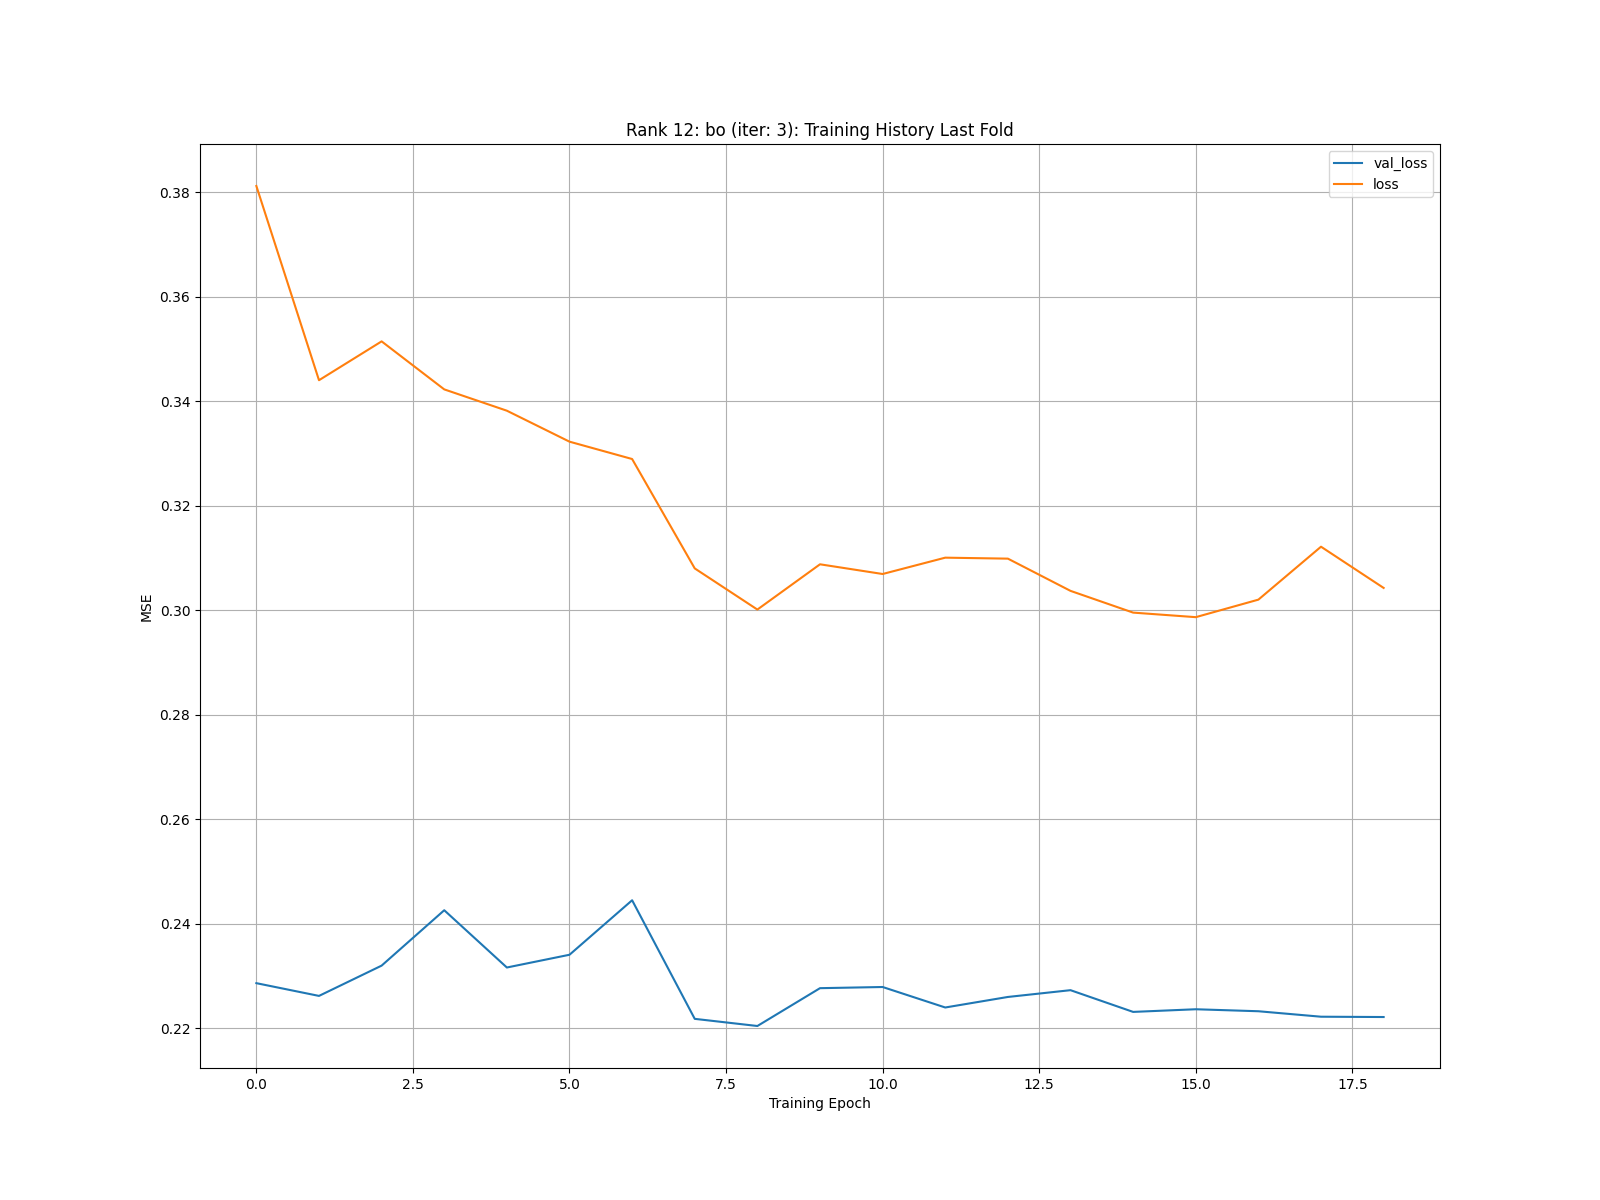 Rank 12: bo (iter: 3): Training History Last Fold
val_loss
loss
0.38
0.36
0.34
0.32
0.30
0.28
0.26
0.24
0.22
MSE
0.0 2.5 5.0 7.5 10.0 12.5 15.0 17.5
Training Epoch